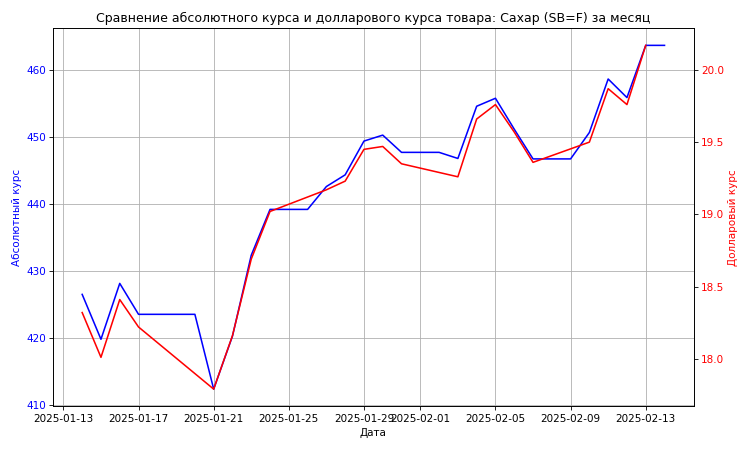 Сравнение абсолютного курса и долларового курса товара: Сахар (SB=F) за месяц
460
450
440
430
420
410
Абсолютный курс
20.0
19.5
19.0
18.5
18.0
Долларовый курс
2025-01-13 2025-01-17 2025-01-21 2025-01-25 2025-01-29 2025-02-01 2025-02-05 2025-02-09 2025-02-13
Дата